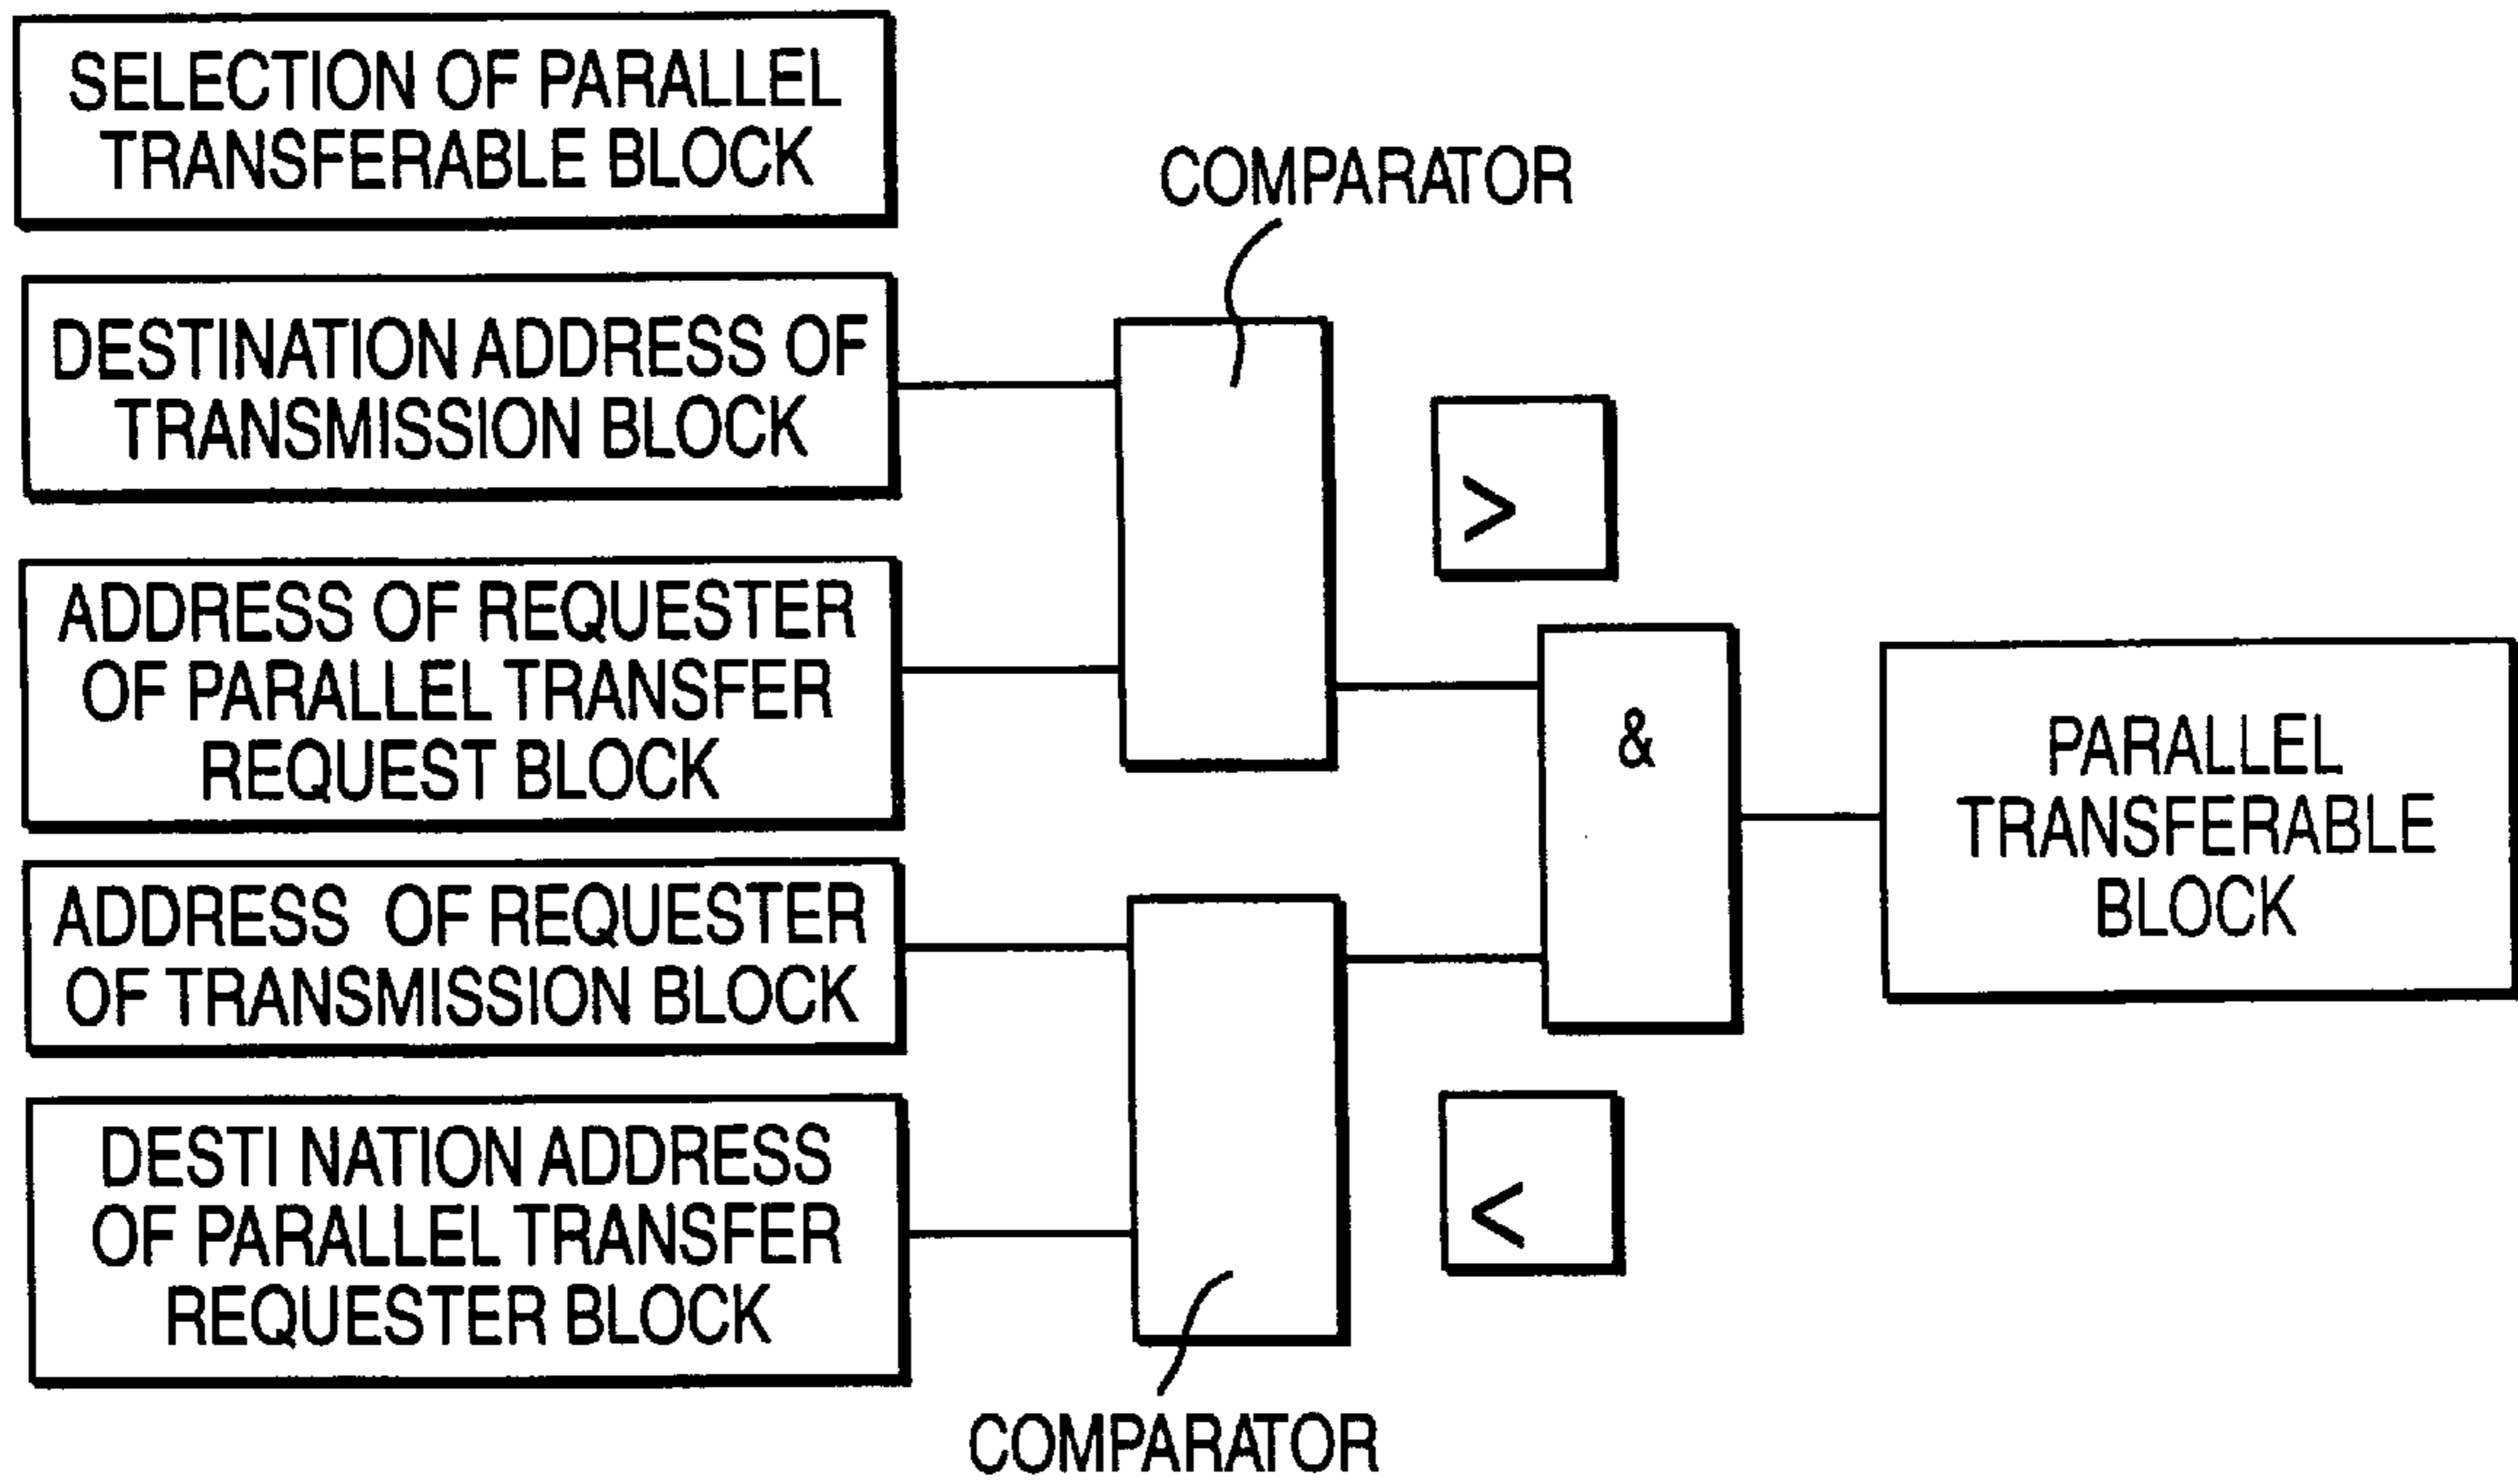 SELECTION OF PARALLEL
TRANSFERABLE BLOCK
COMPARATOR
DESTINATION ADDRESS OF
TRANSMISSION BLOCK
>
ADDRESS OF REQUESTER
OF PARALLEL TRANSFER
REQUEST BLOCK
&
PARALLEL
TRANSFERABLE
BLOCK
ADDRESS OF REQUESTER
OF TRANSMISSION BLOCK
DESTI NATION ADDRESS
OF PARALLEL TRANSFER
REQUESTER BLOCK
<
COMPARATOR